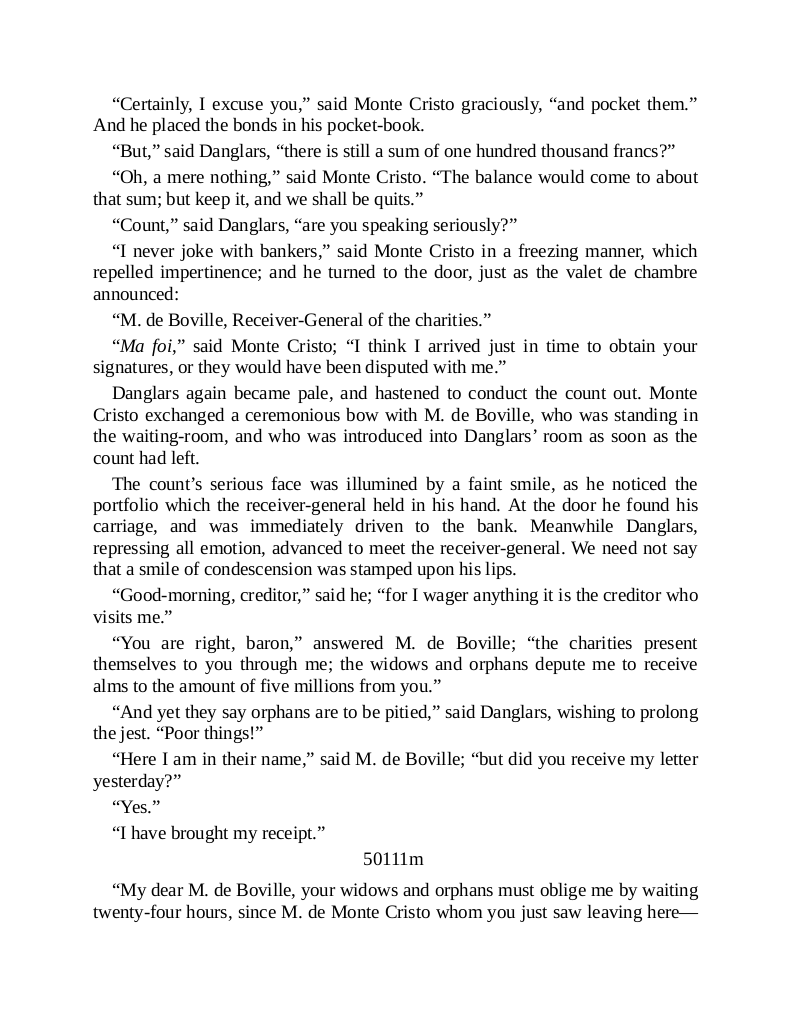 “Certainly, I excuse you,” said Monte Cristo graciously, “and pocket them.”
And he placed the bonds in his pocket-book.
“But,” said Danglars, “there is still a sum of one hundred thousand francs?”
“Oh, a mere nothing,” said Monte Cristo. “The balance would come to about
that sum; but keep it, and we shall be quits.”
“Count,” said Danglars, “are you speaking seriously?”
“I never joke with bankers,” said Monte Cristo in a freezing manner, which
repelled impertinence; and he turned to the door, just as the valet de chambre
announced:
“M. de Boville, Receiver-General of the charities.”
“Ma foi,” said Monte Cristo; “I think I arrived just in time to obtain your
signatures, or they would have been disputed with me.”
Danglars again became pale, and hastened to conduct the count out. Monte
Cristo exchanged a ceremonious bow with M. de Boville, who was standing in
the waiting-room, and who was introduced into Danglars’ room as soon as the
count had left.
The count’s serious face was illumined by a faint smile, as he noticed the
portfolio which the receiver-general held in his hand. At the door he found his
carriage, and was immediately driven to the bank. Meanwhile Danglars,
repressing all emotion, advanced to meet the receiver-general. We need not say
that a smile of condescension was stamped upon his lips.
“Good-morning, creditor,” said he; “for I wager anything it is the creditor who
visits me.”
“You are right, baron,” answered M. de Boville; “the charities present
themselves to you through me; the widows and orphans depute me to receive
alms to the amount of five millions from you.”
“And yet they say orphans are to be pitied,” said Danglars, wishing to prolong
the jest. “Poor things!”
“Here I am in their name,” said M. de Boville; “but did you receive my letter
yesterday?”
“Yes.”
“I have brought my receipt.”
50111m
“My dear M. de Boville, your widows and orphans must oblige me by waiting
twenty-four hours, since M. de Monte Cristo whom you just saw leaving here—